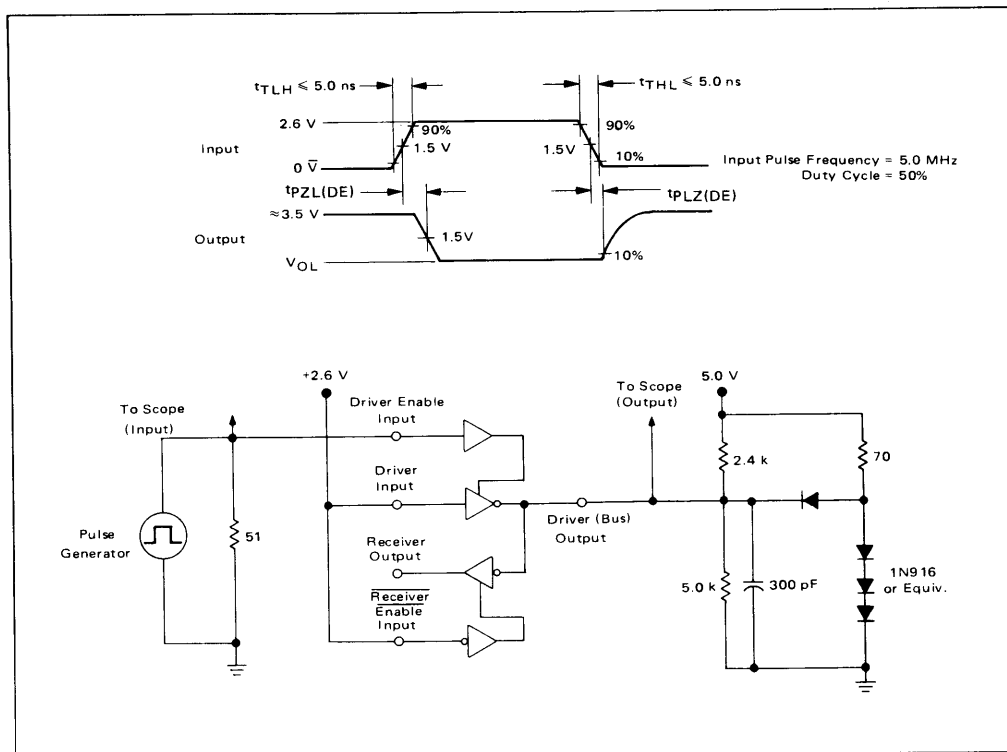 tTLH ≤ 5.0 ns
tTHL ≤ 5.0 ns
2.6 V
90%
90%
Input
1.5 V
1.5V
0 V̅
10%
Input Pulse Frequency = 5.0 MHz
Duty Cycle = 50%
tPZL(DE)
tPLZ(DE)
≈3.5 V
Output
1.5V
VOL
10%
+2.6 V
5.0 V
To Scope
(Input)
Driver Enable
Input
To Scope
(Output)
2.4 k
70
Driver
Input
Pulse
Generator
51
Driver (Bus)
Output
Receiver
Output
5.0 k
300 pF
1N916
or Equiv.
Receiver
Enable
Input